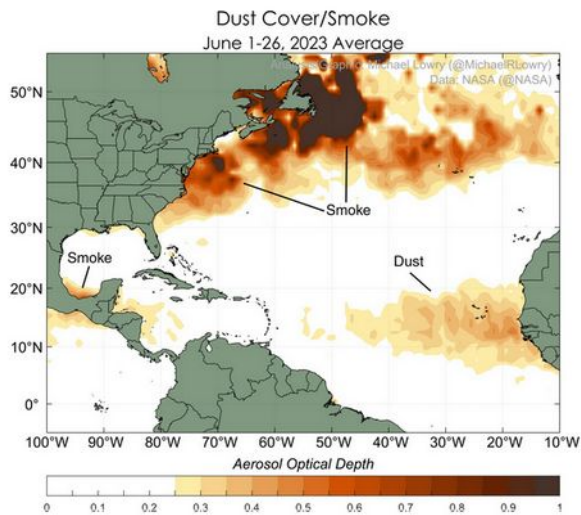 Dust Cover/Smoke
June 1-26, 2023 Average
Michael Lowry (@MichaelRLowry)
Data: NASA (@NASA)
50°N
40°N
30°N
20°N
10°N
0°
Smoke
Smoke
Dust
100°W 90°W 80°W 70°W 60°W 50°W 40°W 30°W 20°W 10°W
Aerosol Optical Depth
0 0.1 0.2 0.3 0.4 0.5 0.6 0.7 0.8 0.9 1